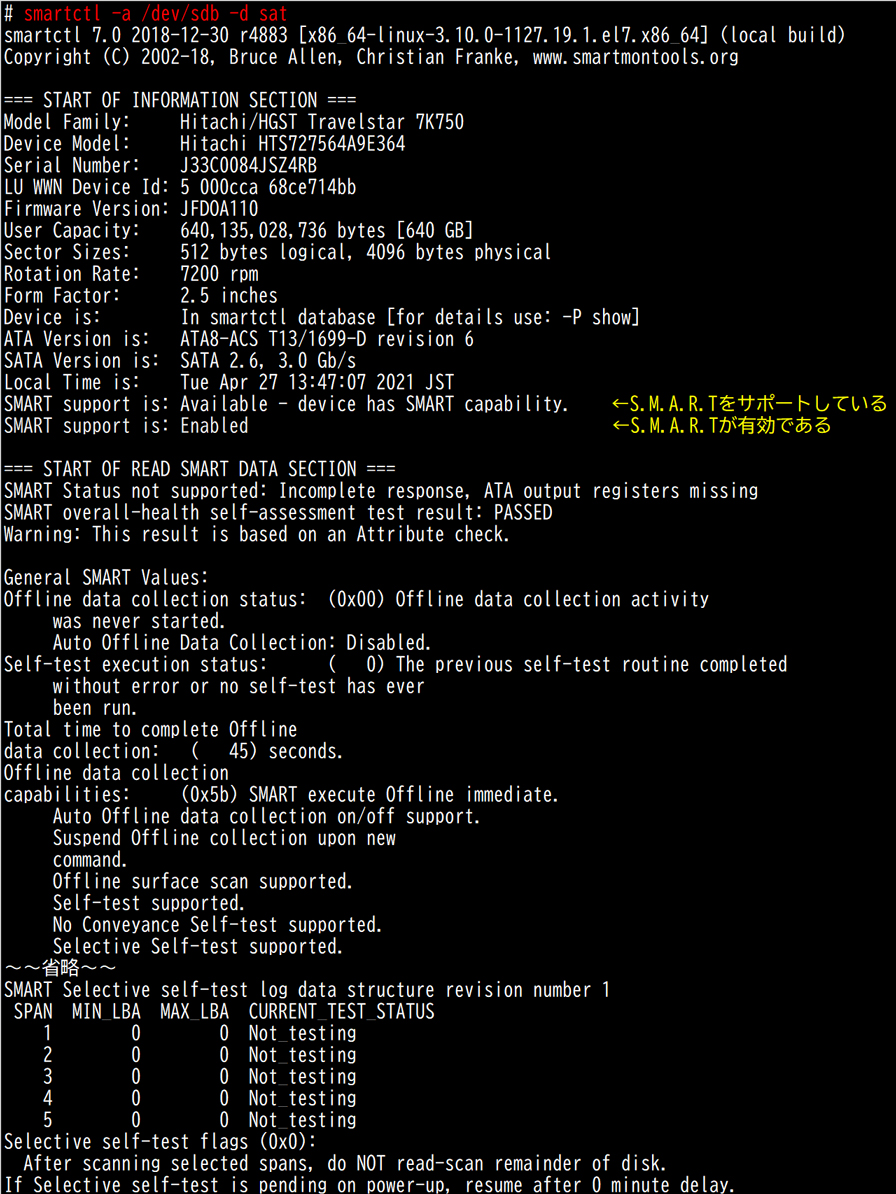 # smartctl -a /dev/sdb -d sat
smartctl 7.0 2018-12-30 r4883 [x86_64-linux-3.10.0-1127.19.1.el7.x86_64] (local build)
Copyright (C) 2002-18, Bruce Allen, Christian Franke, www.smartmontools.org

=== START OF INFORMATION SECTION ===
Model Family:     Hitachi/HGST Travelstar 7K750
Device Model:     Hitachi HTS727564A9E364
Serial Number:    J33C0084JSZ4RB
LU WWN Device Id: 5 000cca 68ce714bb
Firmware Version: JFDOA110
User Capacity:    640,135,028,736 bytes [640 GB]
Sector Sizes:     512 bytes logical, 4096 bytes physical
Rotation Rate:    7200 rpm
Form Factor:      2.5 inches
Device is:        In smartctl database [for details use: -P show]
ATA Version is:   ATA8-ACS T13/1699-D revision 6
SATA Version is:  SATA 2.6, 3.0 Gb/s
Local Time is:    Tue Apr 27 13:47:07 2021 JST
SMART support is: Available - device has SMART capability.    ←S.M.A.R.Tをサポートしている
SMART support is: Enabled                                     ←S.M.A.R.Tが有効である

=== START OF READ SMART DATA SECTION ===
SMART Status not supported: Incomplete response, ATA output registers missing
SMART overall-health self-assessment test result: PASSED
Warning: This result is based on an Attribute check.

General SMART Values:
Offline data collection status:  (0x00) Offline data collection activity
     was never started.
     Auto Offline Data Collection: Disabled.
Self-test execution status:      (   0) The previous self-test routine completed
     without error or no self-test has ever
     been run.
Total time to complete Offline
data collection:   (   45) seconds.
Offline data collection
capabilities:     (0x5b) SMART execute Offline immediate.
     Auto Offline data collection on/off support.
     Suspend Offline collection upon new
     command.
     Offline surface scan supported.
     Self-test supported.
     No Conveyance Self-test supported.
     Selective Self-test supported.
～～省略～～
SMART Selective self-test log data structure revision number 1
 SPAN  MIN_LBA  MAX_LBA  CURRENT_TEST_STATUS
    1        0        0  Not_testing
    2        0        0  Not_testing
    3        0        0  Not_testing
    4        0        0  Not_testing
    5        0        0  Not_testing
Selective self-test flags (0x0):
  After scanning selected spans, do NOT read-scan remainder of disk.
If Selective self-test is pending on power-up, resume after 0 minute delay.